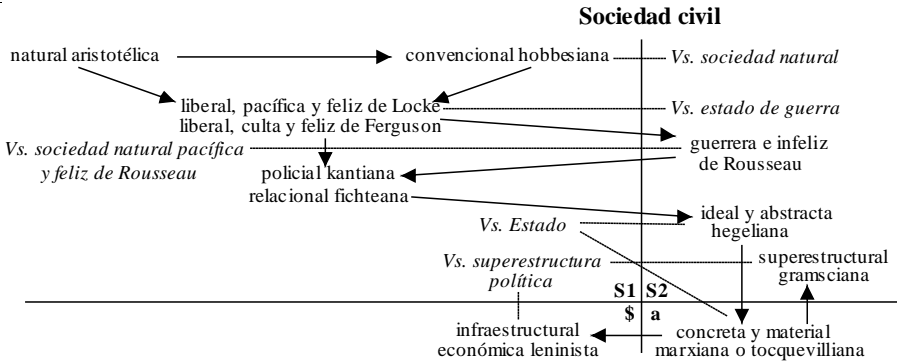 Sociedad civil
natural aristotélica
convencional hobbesiana
Vs. sociedad natural
liberal, pacífica y feliz de Locke
liberal, culta y feliz de Ferguson
Vs. estado de guerra
Vs. sociedad natural pacífica
y feliz de Rousseau
guerrera e infeliz
de Rousseau
policial kantiana
relacional fichteana
Vs. Estado
ideal y abstracta
hegeliana
Vs. superestructura
política
superestructural
gramsciana
S1 S2
$ a
infraestructural
económica leninista
concreta y material
marxiana o tocquevilliana